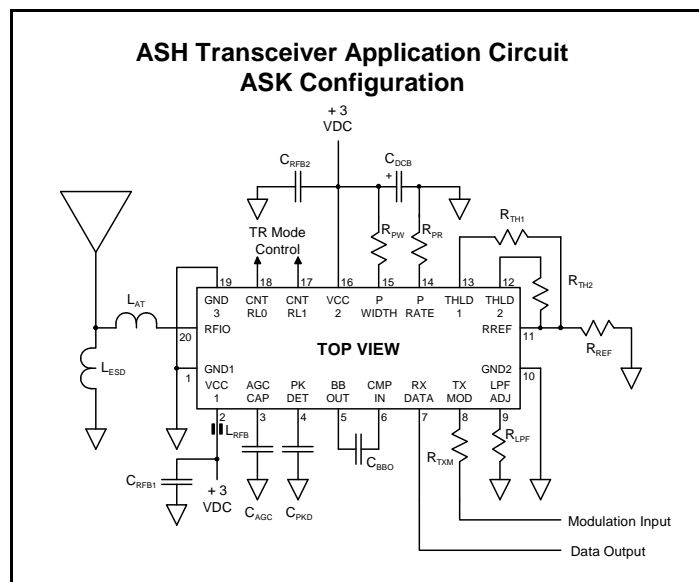 ASH Transceiver Application Circuit
ASK Configuration
+ 3
VDC
CRFB2
CDCB
+
TR Mode
Control
RPW
RPR
RTH1
RTH2
19
18
17
16
15
14
13
12
GND
3
CNT
RL0
CNT
RL1
VCC
2
P
WIDTH
P
RATE
THLD
1
THLD
2
LAT
20
RFIO
RREF
11
RREF
TOP VIEW
LESD
1
GND1
GND2
10
VCC
1
AGC
CAP
PK
DET
BB
OUT
CMP
IN
RX
DATA
TX
MOD
LPF
ADJ
2
3
4
5
6
7
8
9
LRFB
CRFB1
+ 3
VDC
CAGC
CPKD
CBBO
RTXM
RLPF
Modulation Input
Data Output